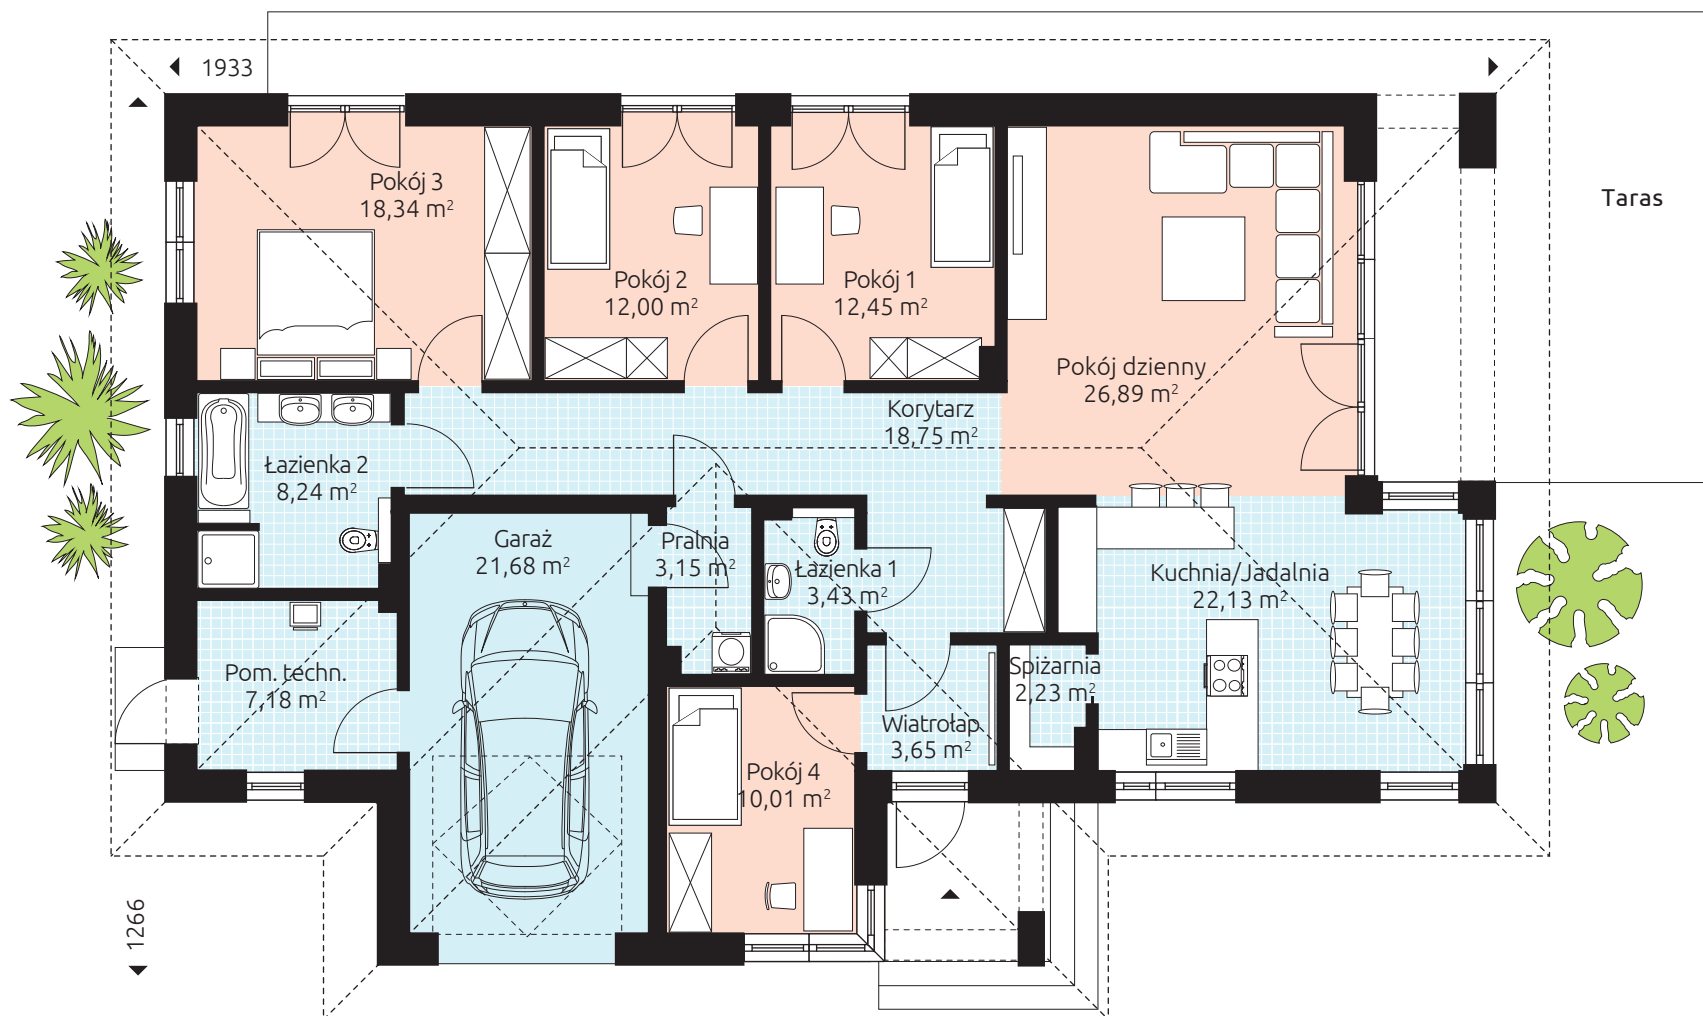 1933
Taras
Pokój 3
18,34 m²
Pokój 2
12,00 m²
Pokój 1
12,45 m²
Pokój dzienny
26,89 m²
Korytarz
18,75 m²
Łazienka 2
8,24 m²
Garaż
21,68 m²
Pralnia
3,15 m²
Łazienka 1
3,43 m²
Kuchnia/Jadalnia
22,13 m²
Pom. techn.
7,18 m²
Spiżarnia
2,23 m²
Wiatrołap
3,65 m²
Pokój 4
10,01 m²
1266